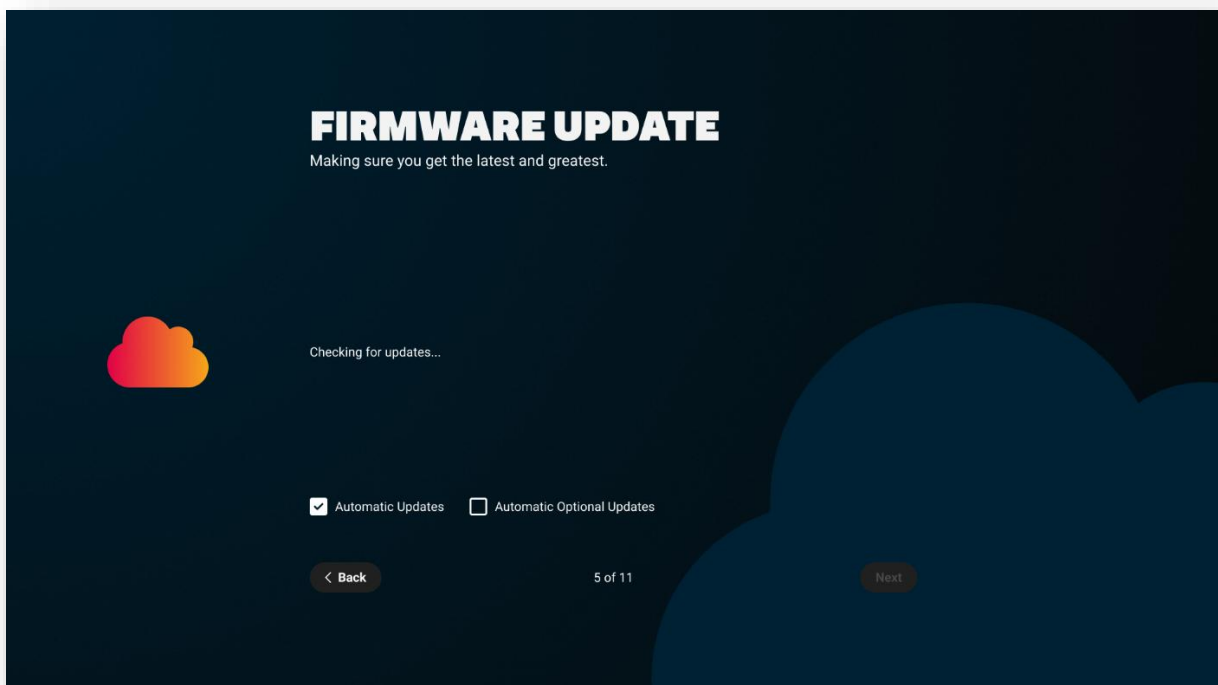 FIRMWARE UPDATE
Making sure you get the latest and greatest.
Checking for updates...
Automatic Updates
Automatic Optional Updates
Back
5 of 11
Next